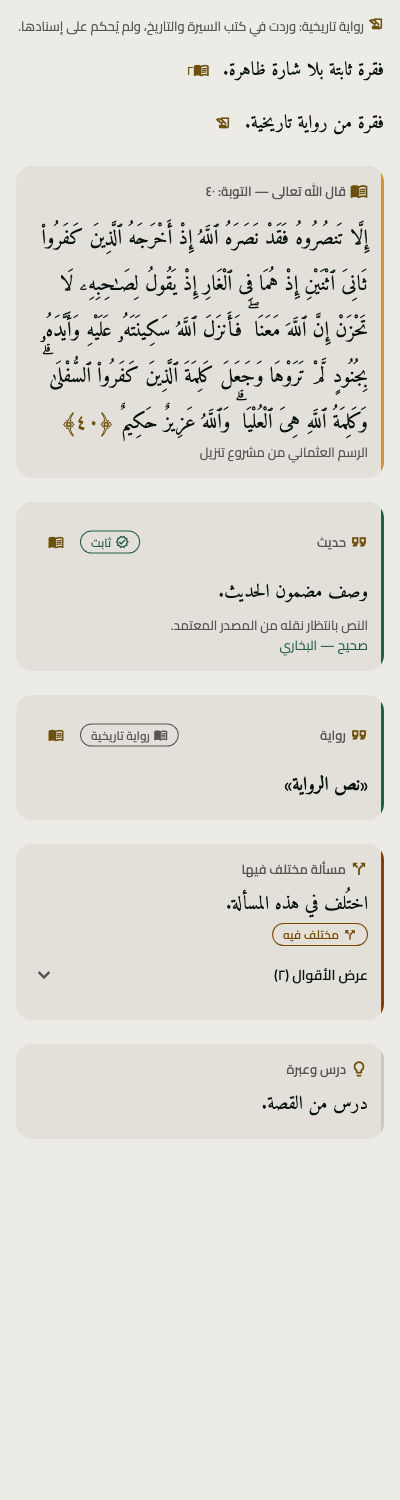 رواية تاريخية: وردت في كتب السيرة والتاريخ، ولم يُحكم على إسنادها.
فقرة ثابتة بلا شارة ظاهرة. ٢
فقرة من رواية تاريخية.
قال الله تعالى — التوبة: ٤٠
إِلَّا تَنصُرُوهُ فَقَدْ نَصَرَهُ ٱللَّهُ إِذْ أَخْرَجَهُ ٱلَّذِينَ كَفَرُوا۟
ثَانِىَ ٱثْنَيْنِ إِذْ هُمَا فِى ٱلْغَارِ إِذْ يَقُولُ لِصَـٰحِبِهِۦ لَا
تَحْزَنْ إِنَّ ٱللَّهَ مَعَنَا ۖ فَأَنزَلَ ٱللَّهُ سَكِينَتَهُۥ عَلَيْهِ وَأَيَّدَهُۥ
بِجُنُودٍ لَّمْ تَرَوْهَا وَجَعَلَ كَلِمَةَ ٱلَّذِينَ كَفَرُوا۟ ٱلسُّفْلَىٰ ۗ
وَكَلِمَةُ ٱللَّهِ هِىَ ٱلْعُلْيَا ۗ وَٱللَّهُ عَزِيزٌ حَكِيمٌ ﴿٤٠﴾
الرسم العثماني من مشروع تنزيل
حديث
ثابت
وصف مضمون الحديث.
النص بانتظار نقله من المصدر المعتمد.
صحيح — البخاري
رواية
رواية تاريخية
«نص الرواية»
مسألة مختلف فيها
اختُلف في هذه المسألة.
مختلف فيه
عرض الأقوال (٢)
درس وعبرة
درس من القصة.